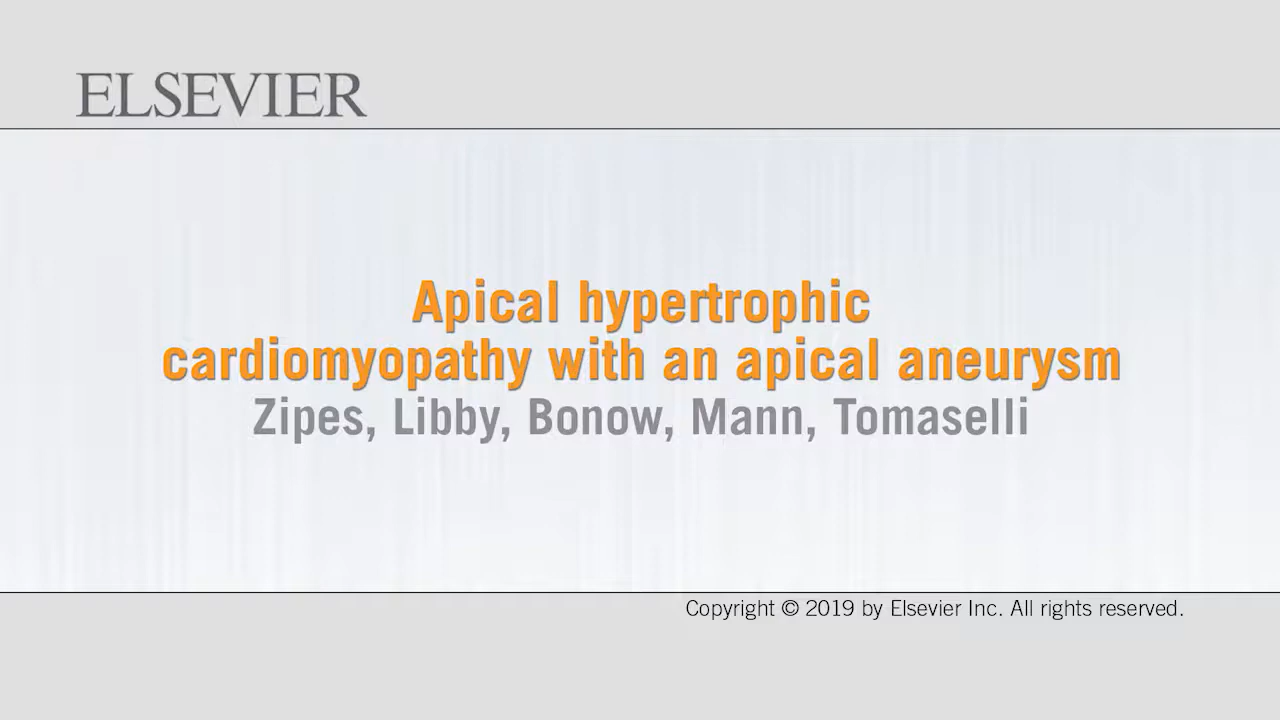 ELSEVIER
Apical hypertrophic
cardiomyopathy with an apical aneurysm
Zipes, Libby, Bonow, Mann, Tomaselli
Copyright © 2019 by Elsevier Inc. All rights reserved.